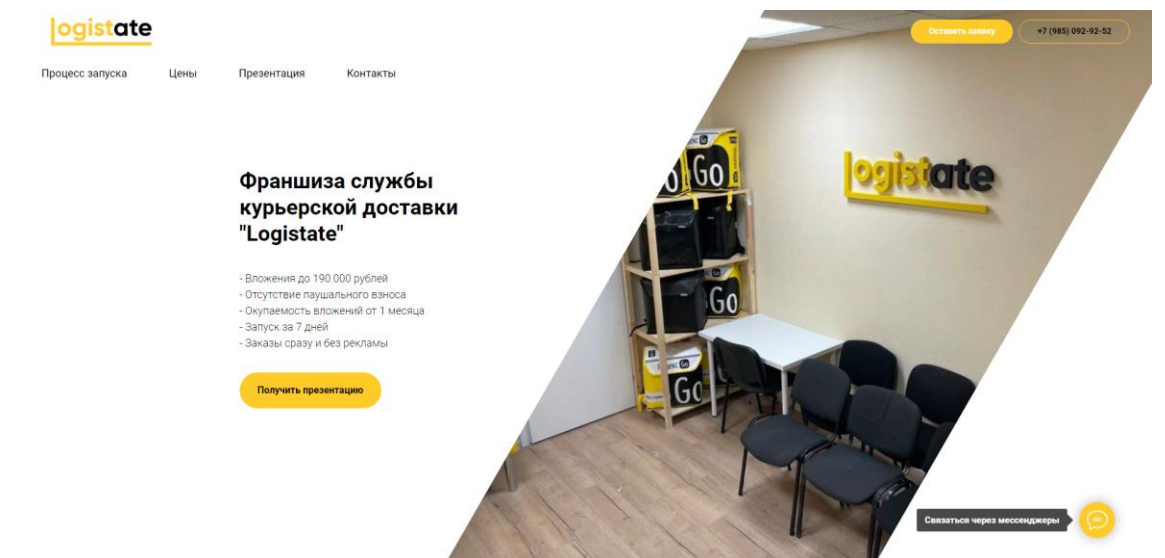 logistate
Оставить заявку
+7 (985) 092-92-52
Процесс запуска
Цены
Презентация
Контакты
Франшиза службы
курьерской доставки
"Logistate"
- Вложения до 190 000 рублей
- Отсутствие паушального взноса
- Окупаемость вложений от 1 месяца
- Запуск за 7 дней
- Заказы сразу и без рекламы
Получить презентацию
Go
logistate
Go
Go
Связаться через мессенджеры